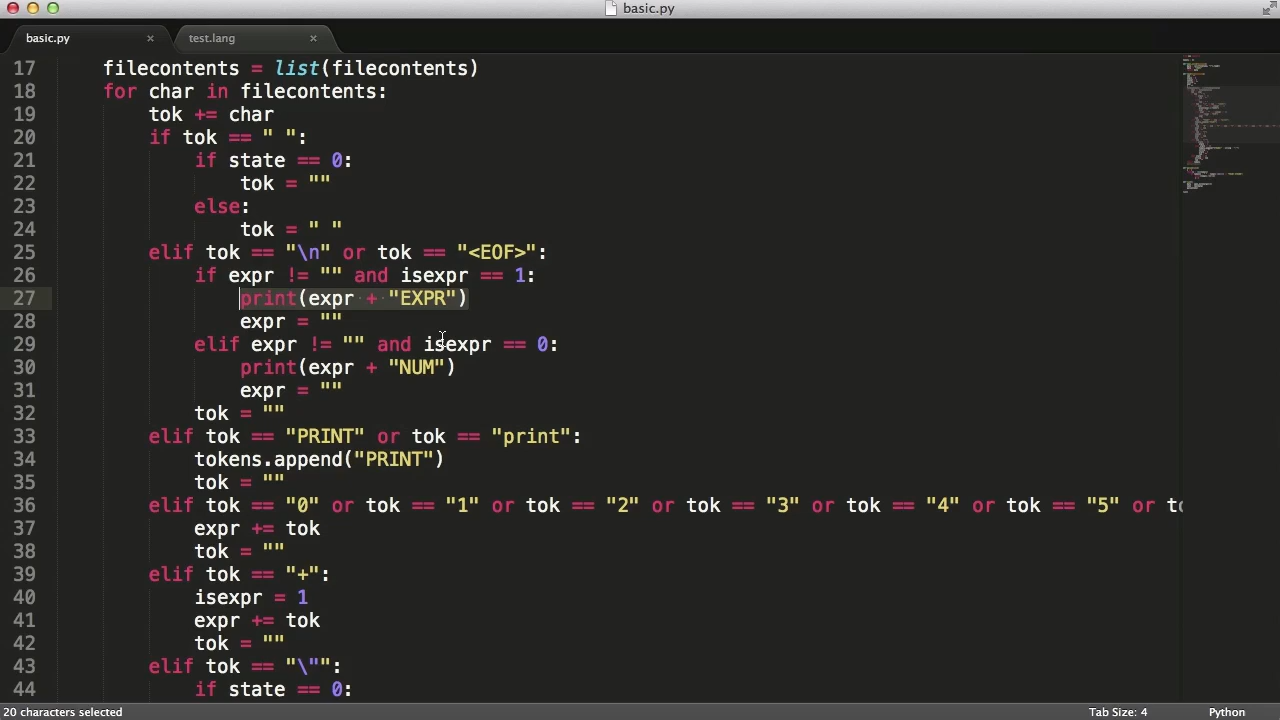 basic.py
basic.py × test.lang ×
17 filecontents = list(filecontents)
18 for char in filecontents:
19 tok += char
20 if tok == " ":
21 if state == 0:
22 tok = ""
23 else:
24 tok = " "
25 elif tok == "\n" or tok == "<EOF>":
26 if expr != "" and isexpr == 1:
27 print(expr + "EXPR")
28 expr = ""
29 elif expr != "" and isexpr == 0:
30 print(expr + "NUM")
31 expr = ""
32 tok = ""
33 elif tok == "PRINT" or tok == "print":
34 tokens.append("PRINT")
35 tok = ""
36 elif tok == "0" or tok == "1" or tok == "2" or tok == "3" or tok == "4" or tok == "5" or to
37 expr += tok
38 tok = ""
39 elif tok == "+":
40 isexpr = 1
41 expr += tok
42 tok = ""
43 elif tok == "\"":
44 if state == 0:
20 characters selected Tab Size: 4 Python